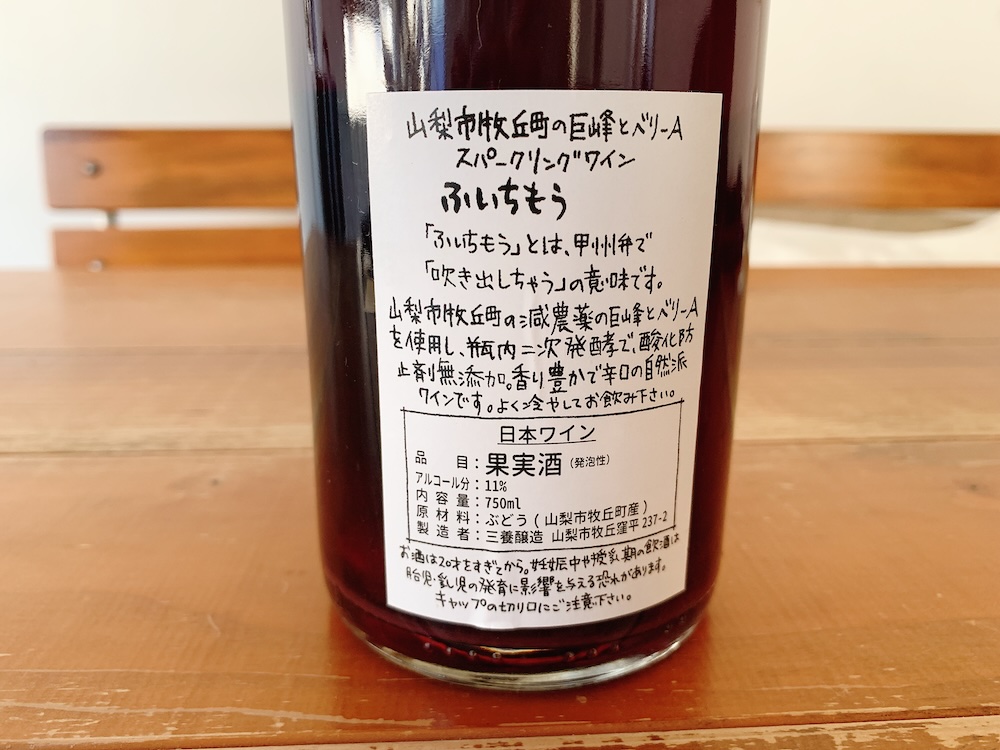 山梨市牧丘町の巨峰とベリーA
スパークリングワイン
ふいちもう
「ふいちもう」とは、甲州弁で
「吹き出しちゃう」の意味です。
山梨市牧丘町の減農薬の巨峰とベリーA
を使用し、瓶内二次発酵で、酸化防
止剤無添加。香り豊かで辛口の自然派
ワインです。よく冷やしてお飲み下さい。
日本ワイン
品目：果実酒（発泡性）
アルコール分：11%
内容量：750ml
原材料：ぶどう（山梨市牧丘町産）
製造者：三養醸造 山梨市牧丘窪平237-2
お酒は20才をすぎてから。妊娠中や授乳期の飲酒は
胎児・乳児の発育に影響を与える恐れがあります。
キャップの切り口にご注意下さい。